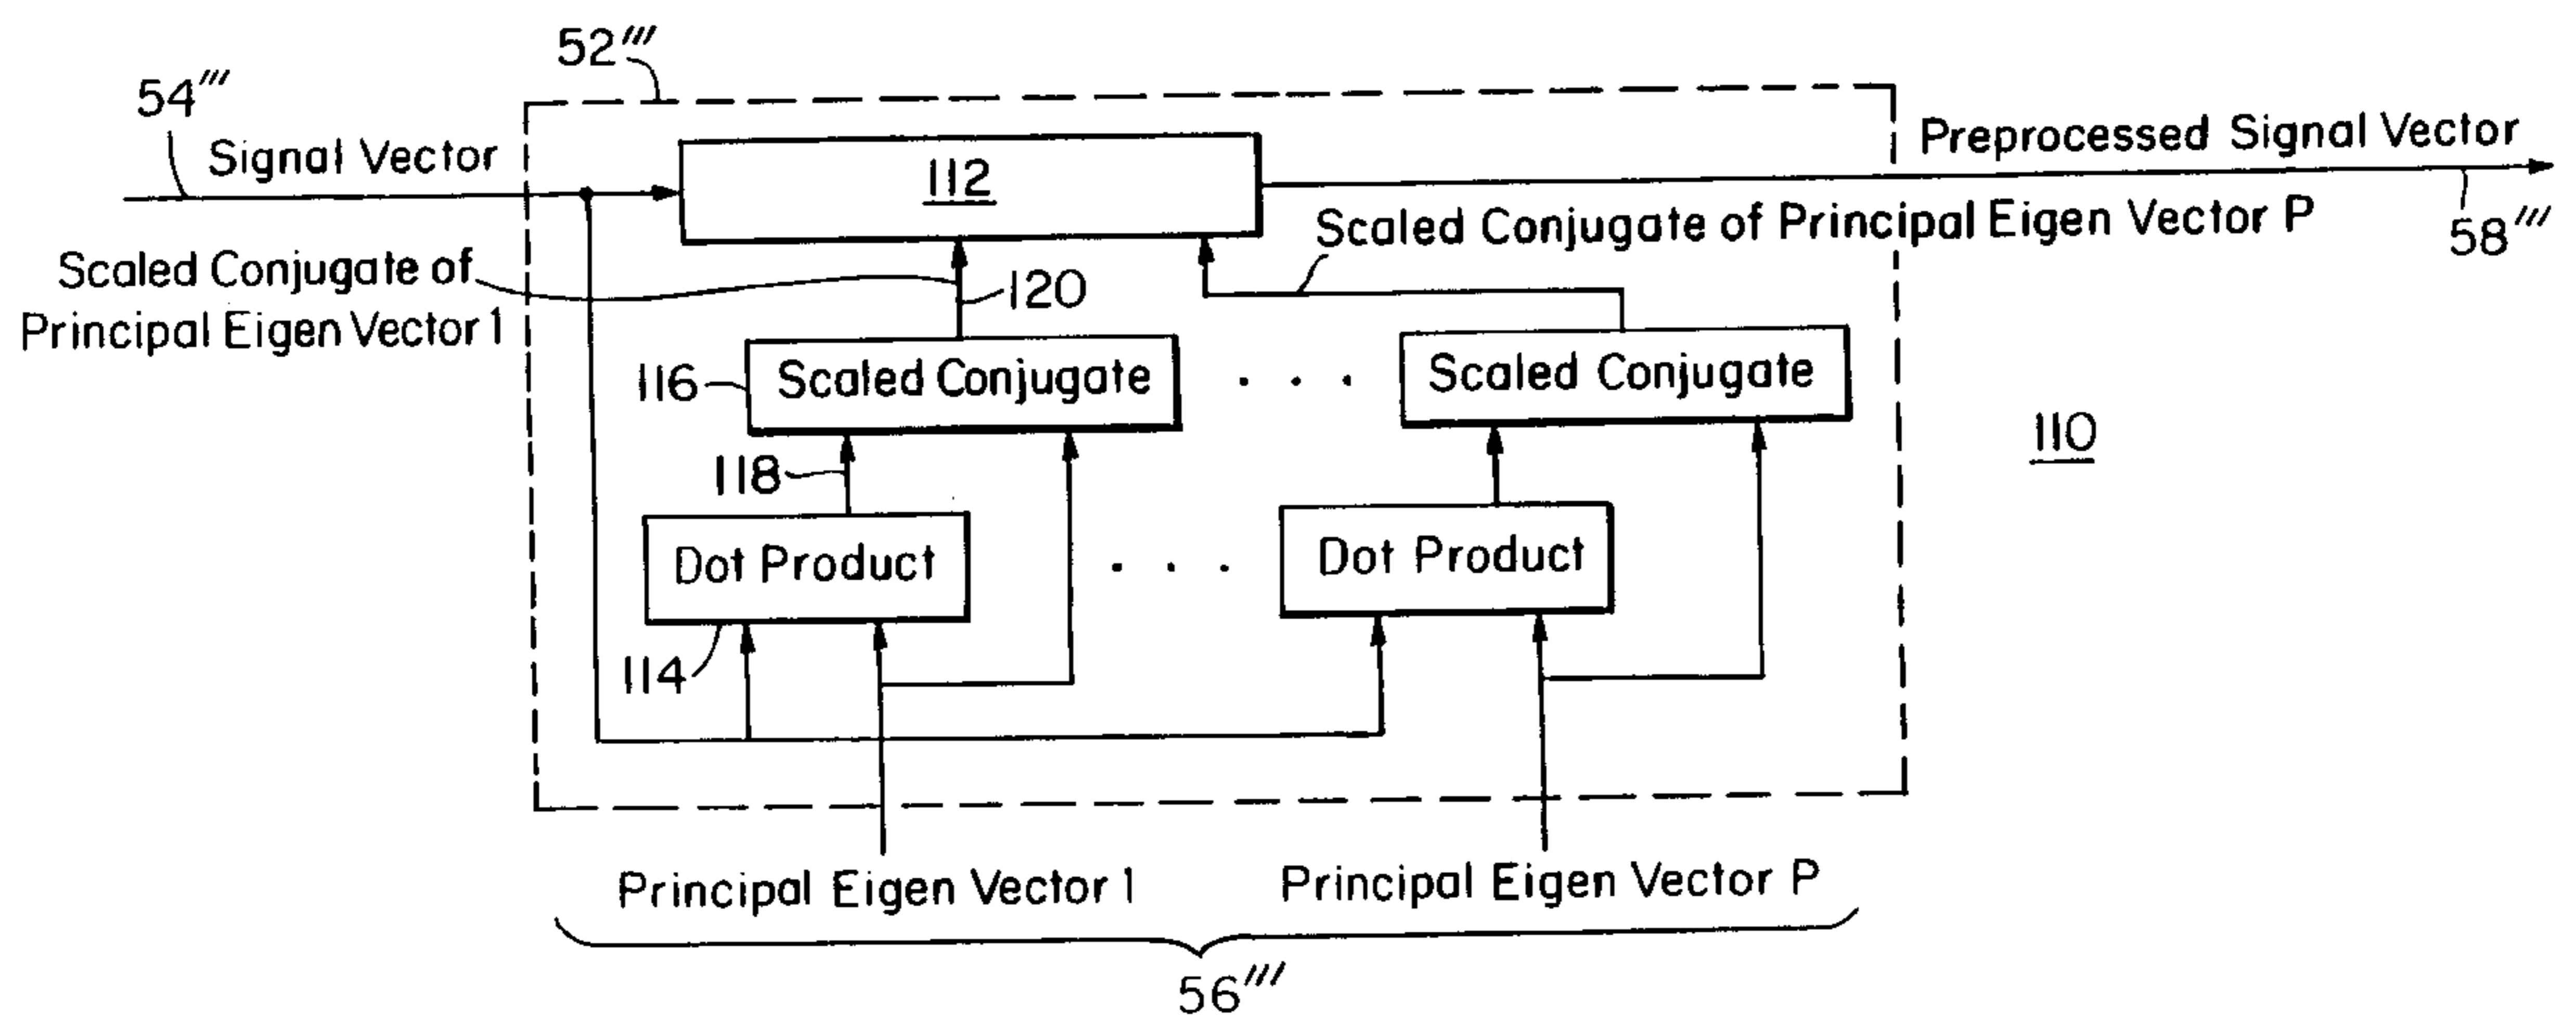 52′′′
54′′′
Signal Vector
112
Preprocessed Signal Vector
58′′′
Scaled Conjugate of Principal Eigen Vector P
Scaled Conjugate of
Principal Eigen Vector 1
120
116
Scaled Conjugate
. . .
Scaled Conjugate
110
118
Dot Product
. . .
Dot Product
114
Principal Eigen Vector 1
Principal Eigen Vector P
56′′′